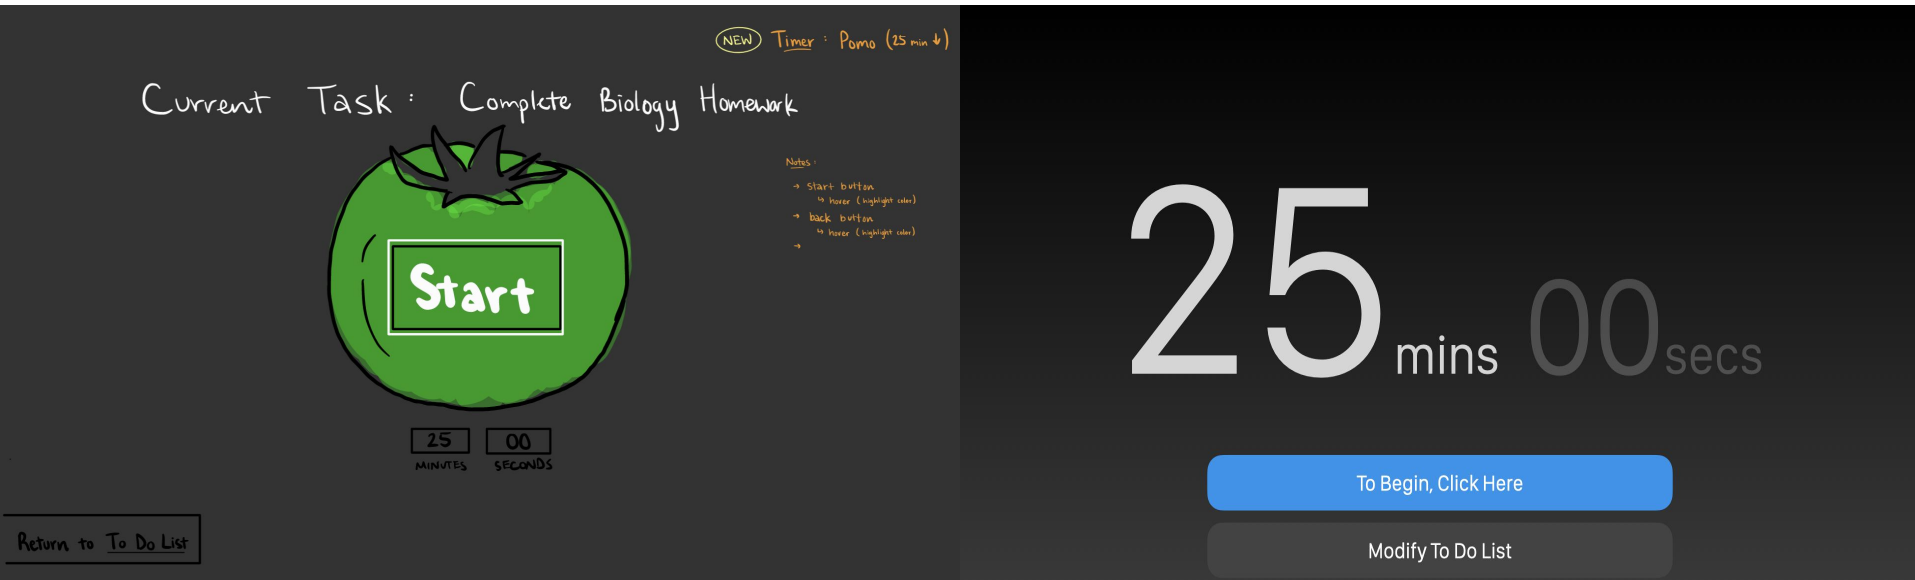 NEW Timer : Pomo (25 min ↓)
Current Task : Complete Biology Homework
Notes :
→ start button
↳ hover (highlight color)
→ back button
↳ hover (highlight color)
→
Start
25 00
MINUTES SECONDS
Return to To Do List
25 mins 00 secs
To Begin, Click Here
Modify To Do List